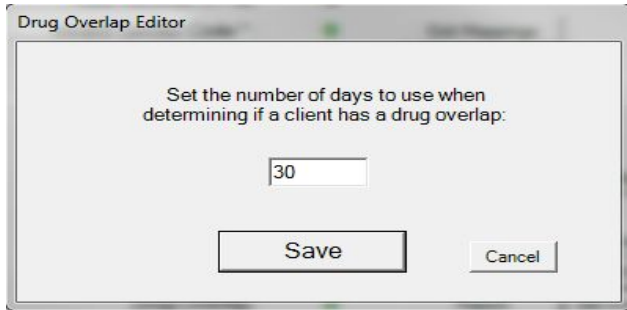 Drug Overlap Editor
Set the number of days to use when
determining if a client has a drug overlap:
30
Save
Cancel